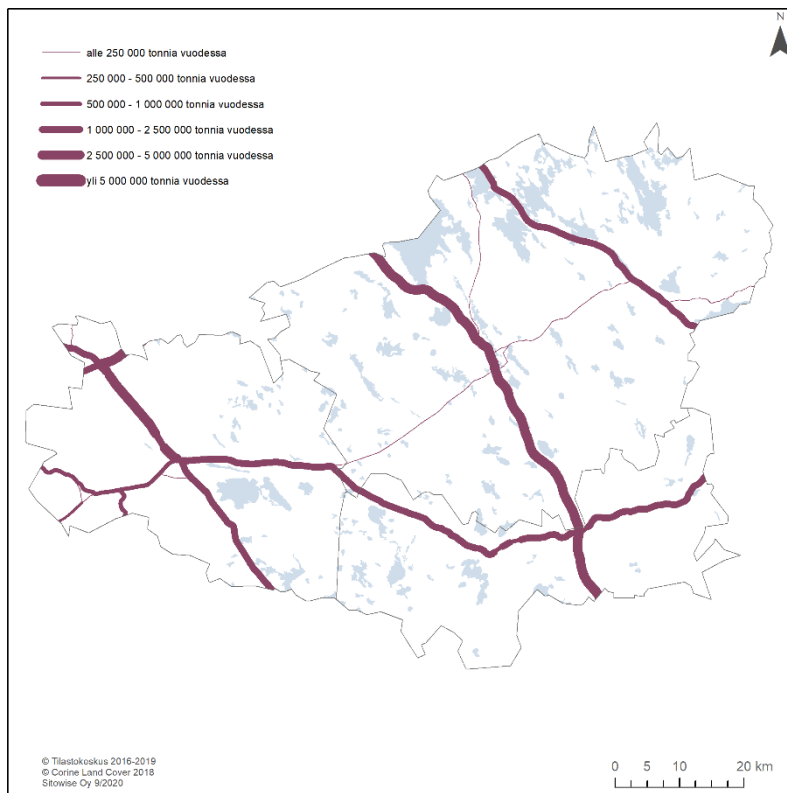 N
alle 250 000 tonnia vuodessa
250 000 - 500 000 tonnia vuodessa
500 000 - 1 000 000 tonnia vuodessa
1 000 000 - 2 500 000 tonnia vuodessa
2 500 000 - 5 000 000 tonnia vuodessa
yli 5 000 000 tonnia vuodessa
© Tilastokoskus 2016-2019
© Corine Land Cover 2018
Sitowise Oy 9/2020
0 5 10 20 km